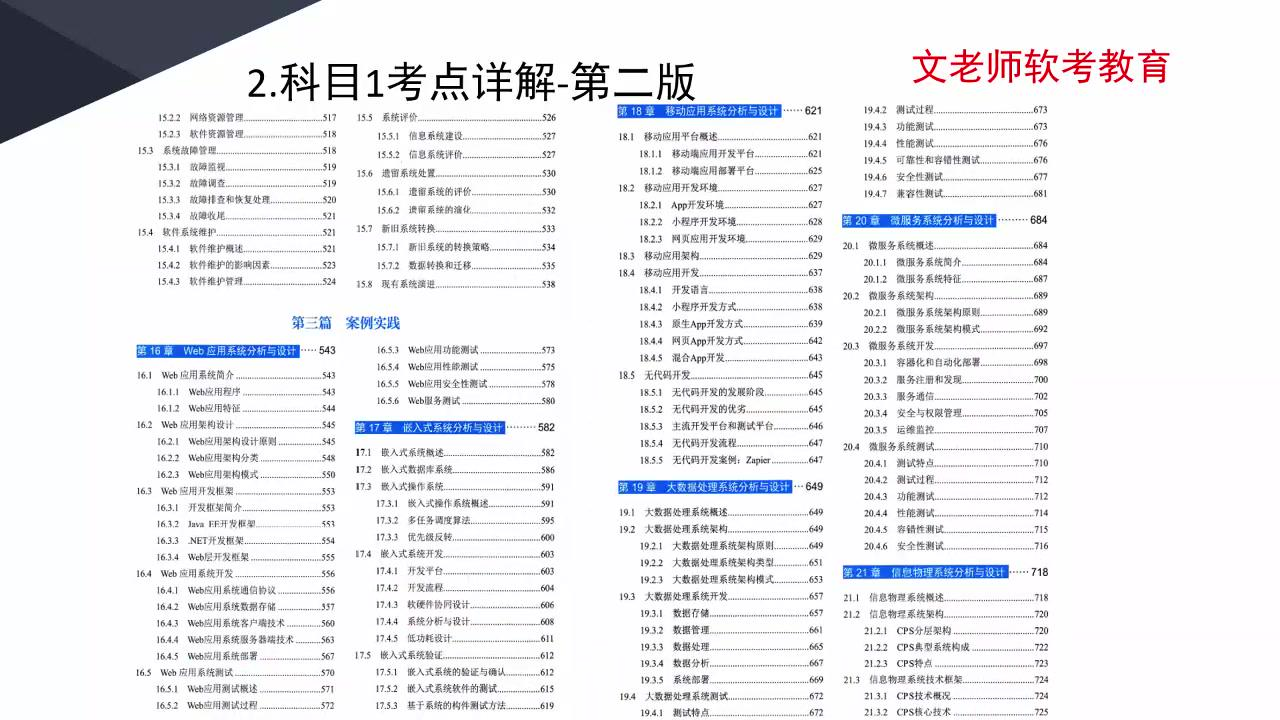 2.科目1考点详解-第二版
文老师软考教育
15.2.2 网络资源管理 517
15.2.3 软件资源管理 518
15.3 系统故障管理 518
15.3.1 故障监视 519
15.3.2 故障调查 519
15.3.3 故障排查和恢复处理 520
15.3.4 故障收尾 521
15.4 软件系统维护 521
15.4.1 软件维护概述 521
15.4.2 软件维护的影响因素 523
15.4.3 软件维护管理 524
15.5 系统评价 526
15.5.1 信息系统建设 527
15.5.2 信息系统评价 527
15.6 遗留系统处置 530
15.6.1 遗留系统的评价 530
15.6.2 遗留系统的演化 532
15.7 新旧系统转换 533
15.7.1 新旧系统的转换策略 534
15.7.2 数据转换和迁移 535
15.8 现有系统演进 538
第三篇 案例实践
第 16 章 Web 应用系统分析与设计 543
16.1 Web 应用系统简介 543
16.1.1 Web应用程序 543
16.1.2 Web应用特征 544
16.2 Web 应用架构设计 545
16.2.1 Web应用架构设计原则 545
16.2.2 Web应用架构分类 548
16.2.3 Web应用架构模式 550
16.3 Web 应用开发框架 553
16.3.1 开发框架简介 553
16.3.2 Java EE开发框架 553
16.3.3 .NET开发框架 554
16.3.4 Web层开发框架 555
16.4 Web 应用系统开发 556
16.4.1 Web应用系统通信协议 556
16.4.2 Web应用系统数据存储 557
16.4.3 Web应用系统客户端技术 560
16.4.4 Web应用系统服务器端技术 563
16.4.5 Web应用系统部署 567
16.5 Web 应用系统测试 570
16.5.1 Web应用测试概述 571
16.5.2 Web应用测试过程 572
16.5.3 Web应用功能测试 573
16.5.4 Web应用性能测试 575
16.5.5 Web应用安全性测试 578
16.5.6 Web服务测试 580
第 17 章 嵌入式系统分析与设计 582
17.1 嵌入式系统概述 582
17.2 嵌入式数据库系统 586
17.3 嵌入式操作系统 591
17.3.1 嵌入式操作系统概述 591
17.3.2 多任务调度算法 595
17.3.3 优先级反转 600
17.4 嵌入式系统开发 603
17.4.1 开发平台 603
17.4.2 开发流程 604
17.4.3 软硬件协同设计 606
17.4.4 系统分析与设计 608
17.4.5 低功耗设计 611
17.5 嵌入式系统验证 612
17.5.1 嵌入式系统的验证与确认 612
17.5.2 嵌入式系统软件的测试 615
17.5.3 基于系统的构件测试方法 619
第 18 章 移动应用系统分析与设计 621
18.1 移动应用平台概述 621
18.1.1 移动端应用开发平台 621
18.1.2 移动端应用部署平台 625
18.2 移动应用开发环境 627
18.2.1 App开发环境 627
18.2.2 小程序开发环境 628
18.2.3 网页应用开发环境 629
18.3 移动应用架构 629
18.4 移动应用开发 637
18.4.1 开发语言 638
18.4.2 小程序开发方式 638
18.4.3 原生App开发方式 639
18.4.4 网页App开发方式 642
18.4.5 混合App开发 643
18.5 无代码开发 645
18.5.1 无代码开发的发展阶段 645
18.5.2 无代码开发的优劣 645
18.5.3 主流开发平台和测试平台 646
18.5.4 无代码开发流程 647
18.5.5 无代码开发案例：Zapier 647
第 19 章 大数据处理系统分析与设计 649
19.1 大数据处理系统概述 649
19.2 大数据处理系统架构 649
19.2.1 大数据处理系统架构原则 649
19.2.2 大数据处理系统架构类型 651
19.2.3 大数据处理系统架构模式 653
19.3 大数据处理系统开发 657
19.3.1 数据存储 657
19.3.2 数据管理 661
19.3.3 数据处理 665
19.3.4 数据分析 667
19.3.5 系统部署 669
19.4 大数据处理系统测试 672
19.4.1 测试特点 672
19.4.2 测试过程 673
19.4.3 功能测试 673
19.4.4 性能测试 676
19.4.5 可靠性和容错性测试 676
19.4.6 安全性测试 677
19.4.7 兼容性测试 681
第 20 章 微服务系统分析与设计 684
20.1 微服务系统概述 684
20.1.1 微服务系统简介 684
20.1.2 微服务系统特征 687
20.2 微服务系统架构 689
20.2.1 微服务系统架构原则 689
20.2.2 微服务系统架构模式 692
20.3 微服务系统开发 697
20.3.1 容器化和自动化部署 698
20.3.2 服务注册和发现 700
20.3.3 服务通信 702
20.3.4 安全与权限管理 705
20.3.5 运维监控 707
20.4 微服务系统测试 710
20.4.1 测试特点 710
20.4.2 测试过程 712
20.4.3 功能测试 712
20.4.4 性能测试 714
20.4.5 容错性测试 715
20.4.6 安全性测试 716
第 21 章 信息物理系统分析与设计 718
21.1 信息物理系统概述 718
21.2 信息物理系统架构 720
21.2.1 CPS分层架构 720
21.2.2 CPS典型系统构成 722
21.2.3 CPS特点 723
21.3 信息物理系统技术框架 724
21.3.1 CPS技术概况 724
21.3.2 CPS核心技术 725